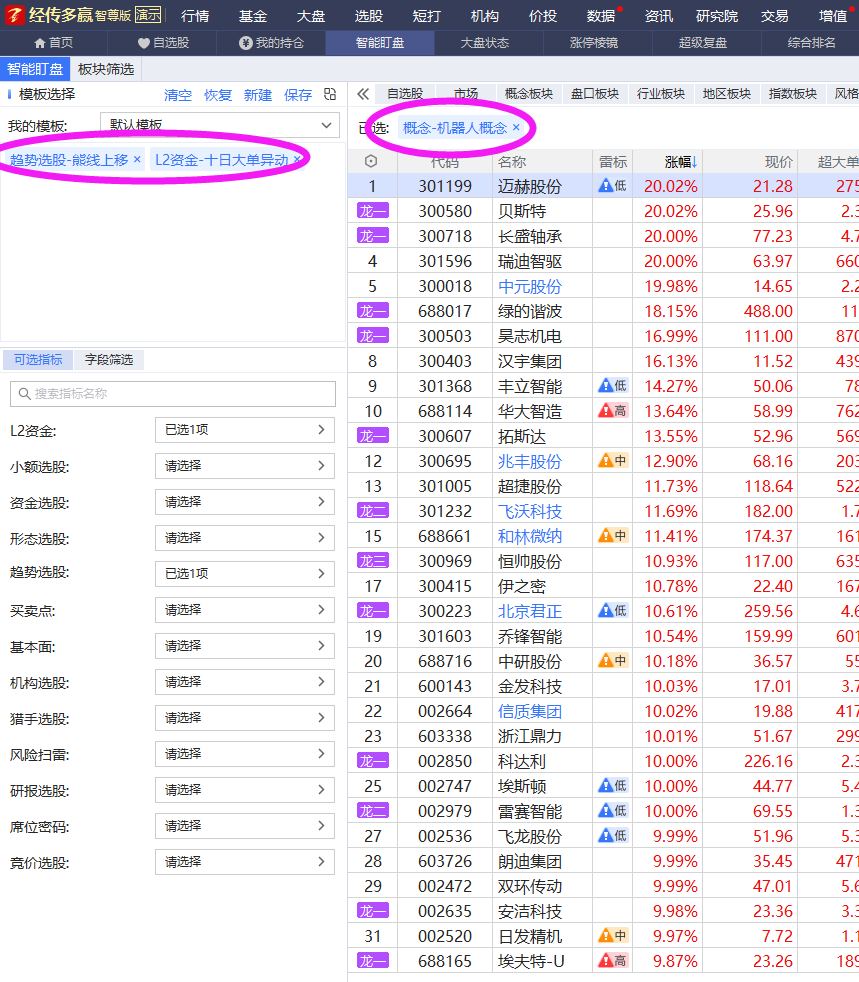 经传多赢 智尊版 演示 行情 基金 大盘 选股 短打 机构 价投 数据 资讯 研究院 交易 增值
首页 自选股 我的持仓 智能盯盘 大盘状态 涨停棱镜 超级复盘 综合排名
智能盯盘 板块筛选
模板选择 清空 恢复 新建 保存
我的模板: 默认模板
趋势选股-熊线上移 × L2资金-十日大单异动 ×
可选指标 字段筛选
搜索指标名称
L2资金: 已选1项
小额选股: 请选择
资金选股: 请选择
形态选股: 请选择
趋势选股: 已选1项
买卖点: 请选择
基本面: 请选择
机构选股: 请选择
猎手选股: 请选择
风险扫雷: 请选择
研报选股: 请选择
席位密码: 请选择
竞价选股: 请选择
自选股 市场 概念板块 盘口板块 行业板块 地区板块 指数板块 风格
已选: 概念-机器人概念 ×
代码 名称 雷标 涨幅↓ 现价 超大单
1 301199 迈赫股份 低 20.02% 21.28 275
龙一 300580 贝斯特 20.02% 25.96 2.3
龙一 300718 长盛轴承 20.00% 77.23 4.7
4 301596 瑞迪智驱 20.00% 63.97 660
5 300018 中元股份 19.98% 14.65 2.2
龙一 688017 绿的谐波 18.15% 488.00 11
龙一 300503 昊志机电 16.99% 111.00 870
8 300403 汉宇集团 16.13% 11.52 439
9 301368 丰立智能 低 14.27% 50.06 78
10 688114 华大智造 高 13.64% 58.99 762
龙一 300607 拓斯达 13.55% 52.96 569
12 300695 兆丰股份 中 12.90% 68.16 203
13 301005 超捷股份 11.73% 118.64 522
龙二 301232 飞沃科技 11.69% 182.00 1.7
15 688661 和林微纳 中 11.41% 174.37 161
龙三 300969 恒帅股份 10.93% 117.00 635
17 300415 伊之密 10.78% 22.40 167
龙一 300223 北京君正 低 10.61% 259.56 4.6
19 301603 乔锋智能 10.54% 159.99 601
20 688716 中研股份 中 10.18% 36.57 55
21 600143 金发科技 10.03% 17.01 3.7
22 002664 信质集团 10.02% 19.88 417
23 603338 浙江鼎力 10.01% 51.67 299
龙一 002850 科达利 10.00% 226.16 2.3
25 002747 埃斯顿 低 10.00% 44.77 5.4
龙二 002979 雷赛智能 低 10.00% 69.55 1.3
27 002536 飞龙股份 低 9.99% 51.96 5.3
28 603726 朗迪集团 9.99% 35.45 471
29 002472 双环传动 9.99% 47.01 5.6
龙一 002635 安洁科技 9.98% 23.36 3.3
31 002520 日发精机 中 9.97% 7.72 1.1
龙一 688165 埃夫特-U 高 9.87% 23.26 189